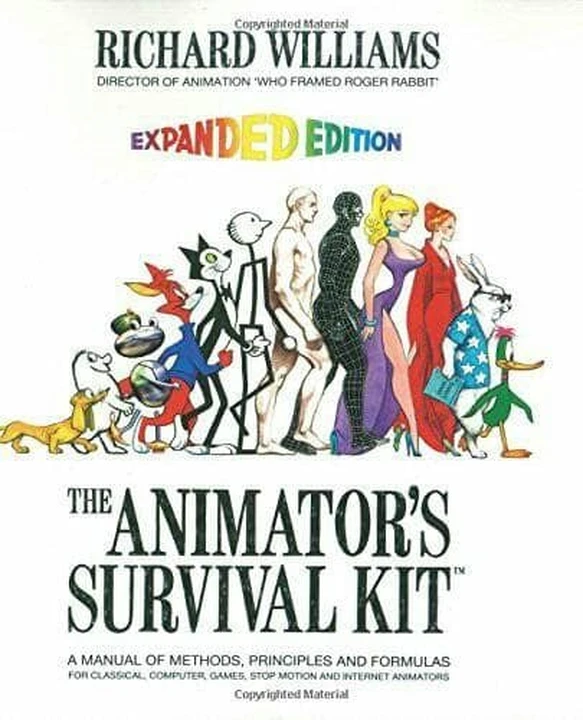 Copyrighted Material
RICHARD WILLIAMS
DIRECTOR OF ANIMATION 'WHO FRAMED ROGER RABBIT'
EXPANDED EDITION
THE ANIMATOR'S
SURVIVAL KIT™
A MANUAL OF METHODS, PRINCIPLES AND FORMULAS
FOR CLASSICAL, COMPUTER, GAMES, STOP MOTION AND INTERNET ANIMATORS
Copyrighted Material